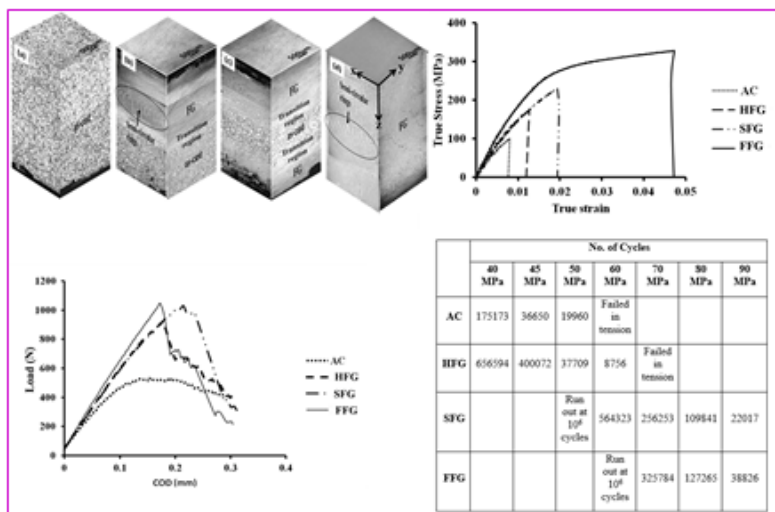 (a)
(b)
(c)
(d)
FG
Transition region
FG
Transition region
Transition region
FG
FG
x
y
z
True Stress (MPa)
400
300
200
100
0
0
0.01
0.02
0.03
0.04
0.05
True strain
AC
HFG
SFG
FFG
Load (N)
1200
1000
800
600
400
200
0
0
0.1
0.2
0.3
0.4
COD (mm)
AC
HFG
SFG
FFG
No. of Cycles
40 MPa 45 MPa 50 MPa 60 MPa 70 MPa 80 MPa 90 MPa
AC 175173 36650 19960 Failed in tension
HFG 656594 400072 37709 8756 Failed in tension
SFG Run out at 10⁶ cycles 564323 256253 109841 22017
FFG Run out at 10⁶ cycles 325784 127265 38826